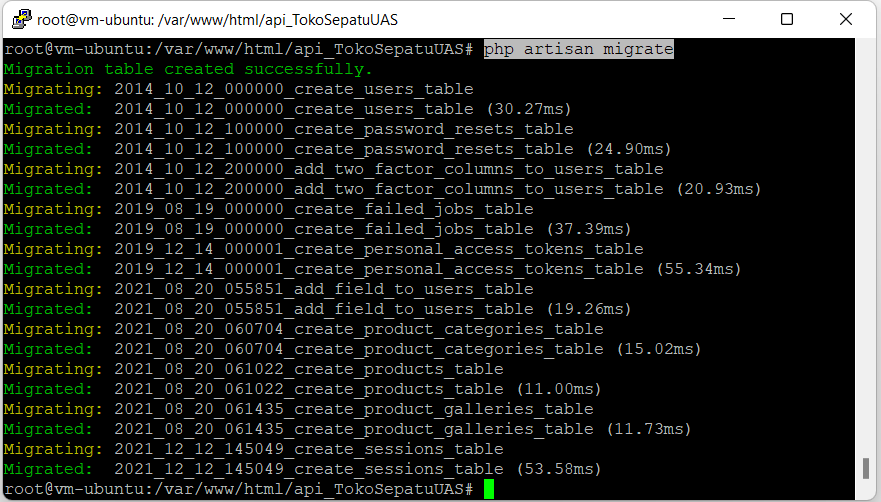 root@vm-ubuntu: /var/www/html/api_TokoSepatuUAS
root@vm-ubuntu:/var/www/html/api_TokoSepatuUAS# php artisan migrate
Migration table created successfully.
Migrating: 2014_10_12_000000_create_users_table
Migrated:  2014_10_12_000000_create_users_table (30.27ms)
Migrating: 2014_10_12_100000_create_password_resets_table
Migrated:  2014_10_12_100000_create_password_resets_table (24.90ms)
Migrating: 2014_10_12_200000_add_two_factor_columns_to_users_table
Migrated:  2014_10_12_200000_add_two_factor_columns_to_users_table (20.93ms)
Migrating: 2019_08_19_000000_create_failed_jobs_table
Migrated:  2019_08_19_000000_create_failed_jobs_table (37.39ms)
Migrating: 2019_12_14_000001_create_personal_access_tokens_table
Migrated:  2019_12_14_000001_create_personal_access_tokens_table (55.34ms)
Migrating: 2021_08_20_055851_add_field_to_users_table
Migrated:  2021_08_20_055851_add_field_to_users_table (19.26ms)
Migrating: 2021_08_20_060704_create_product_categories_table
Migrated:  2021_08_20_060704_create_product_categories_table (15.02ms)
Migrating: 2021_08_20_061022_create_products_table
Migrated:  2021_08_20_061022_create_products_table (11.00ms)
Migrating: 2021_08_20_061435_create_product_galleries_table
Migrated:  2021_08_20_061435_create_product_galleries_table (11.73ms)
Migrating: 2021_12_12_145049_create_sessions_table
Migrated:  2021_12_12_145049_create_sessions_table (53.58ms)
root@vm-ubuntu:/var/www/html/api_TokoSepatuUAS#